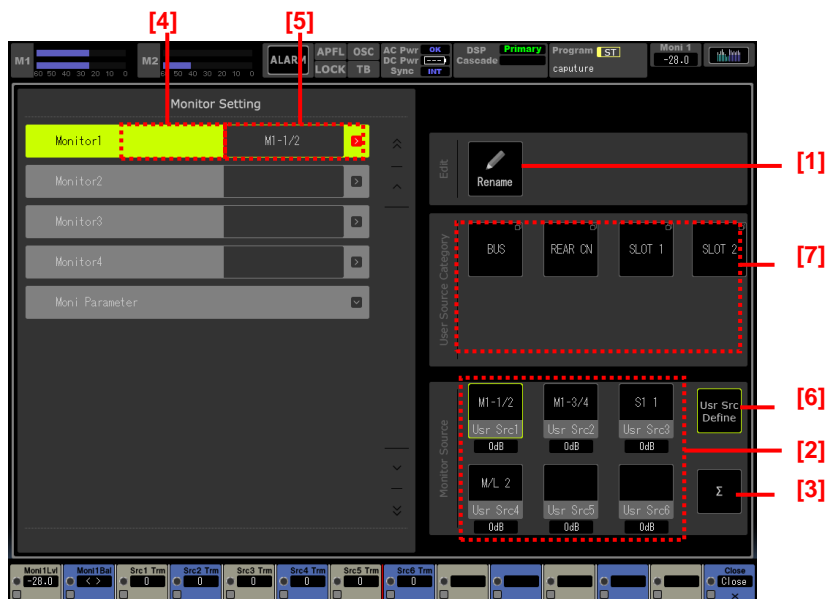 [4] [5]
M1 60 50 40 30 20 10 0 M2 60 50 40 30 20 10 0 ALARM APFL OSC LOCK TB AC Pwr OK DC Pwr Sync INT DSP Primary Cascade Program ST caputure Moni 1 -28.0
Monitor Setting
Monitor1 M1-1/2
Monitor2
Monitor3
Monitor4
Moni Parameter
Edit
Rename
[1]
User Source Category
BUS REAR CN SLOT 1 SLOT 2
[7]
Monitor Source
M1-1/2 M1-3/4 S1 1
Usr Src1 Usr Src2 Usr Src3
0dB 0dB 0dB
M/L 2
Usr Src4 Usr Src5 Usr Src6
0dB 0dB 0dB
Usr Src
Define
[6]
[2]
Σ
[3]
Moni1Lvl Moni1Bal Src1 Trm Src2 Trm Src3 Trm Src4 Trm Src5 Trm Src6 Trm Close
-28.0 < > 0 0 0 0 0 0 Close
×